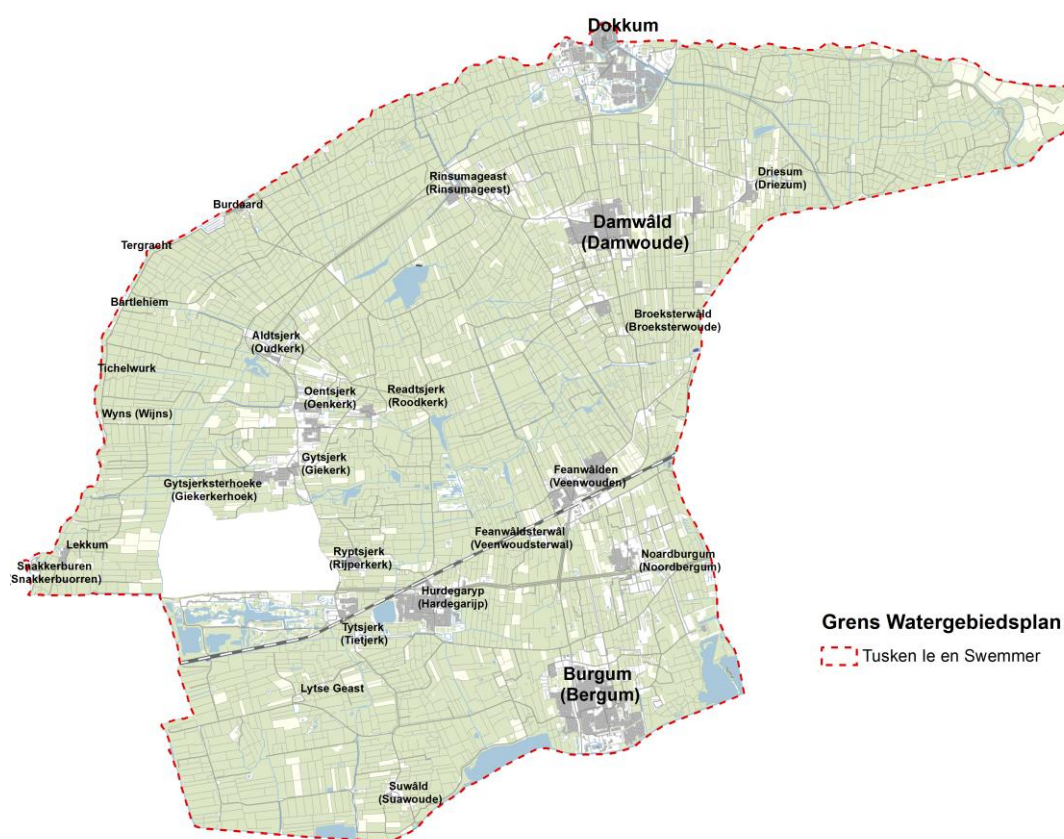 Dokkum
Rinsumageast
(Rinsumageest)
Driesum
(Driezum)
Burdaard
Damwâld
(Damwoude)
Tergracht
Bartlehiem
Broeksterwâld
(Broeksterwoude)
Aldtsjerk
(Oudkerk)
Tichelwurk
Oentsjerk
(Oenkerk)
Readtsjerk
(Roodkerk)
Wyns (Wijns)
Gytsjerk
(Giekerk)
Feanwâlden
(Veenwouden)
Gytsjerksterhoeke
(Giekerkerhoek)
Feanwâldsterwâl
(Veenwoudsterwal)
Lekkum
Ryptsjerk
(Rijperkerk)
Noardburgum
(Noordbergum)
Snakkerburen
(Snakkerbuorren)
Hurdegaryp
(Hardegarijp)
Tytsjerk
(Tietjerk)
Grens Watergebiedsplan
Tusken Ie en Swemmer
Burgum
(Bergum)
Lytse Geast
Suwâld
(Suawoude)